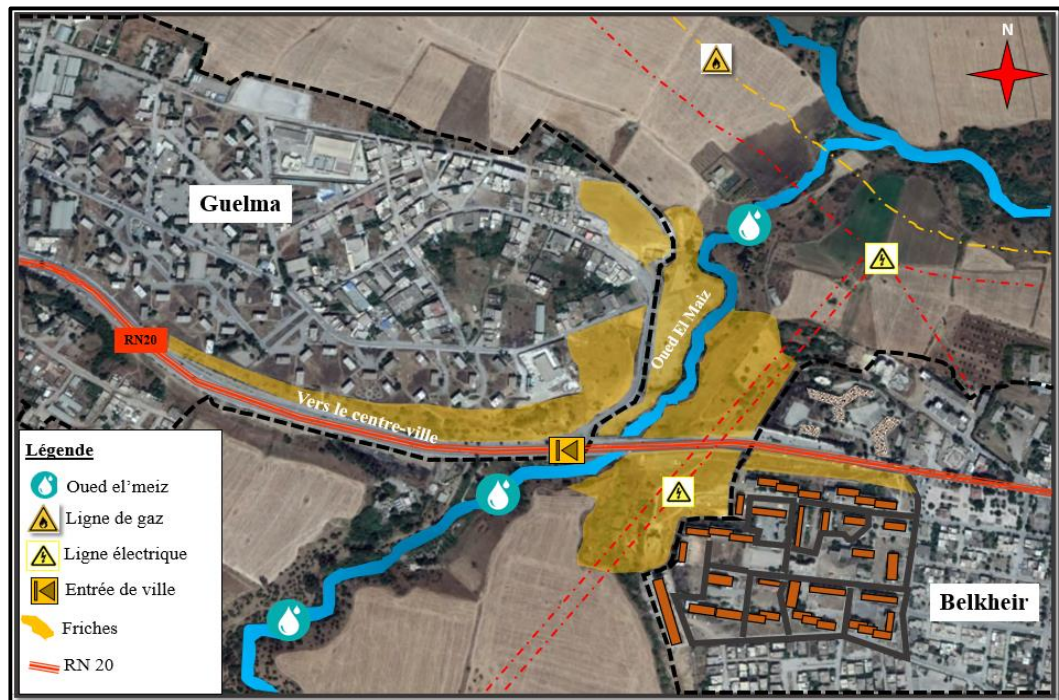 N
Guelma
Oued El Maiz
RN20
Vers le centre-ville
Légende
Oued el’meiz
Ligne de gaz
Ligne électrique
Entrée de ville
Friches
RN 20
Belkheir